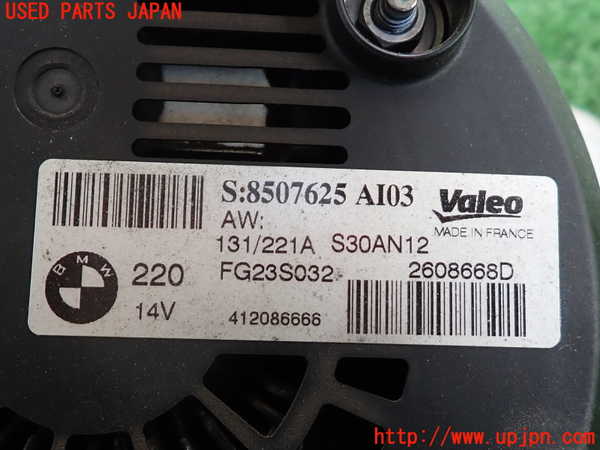 USED PARTS JAPAN
S:8507625 AI03
Valeo
AW:
MADE IN FRANCE
131/221A S30AN12
BMW
220
FG23S032
2608668D
14V
412086666
http://www.upjpn.com/